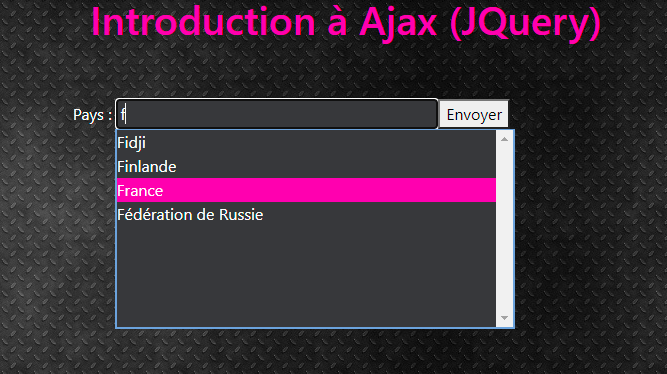 Introduction à Ajax (JQuery)
Pays : f Envoyer
Fidji
Finlande
France
Fédération de Russie